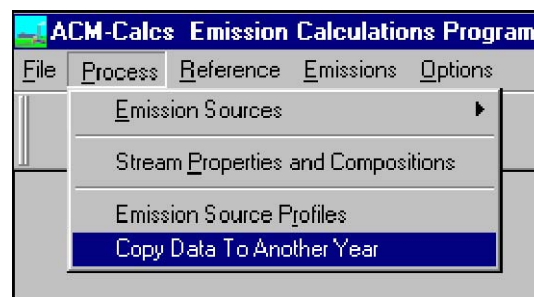 ACM-Calcs Emission Calculations Program
File Process Reference Emissions Options
Emission Sources
Stream Properties and Compositions
Emission Source Profiles
Copy Data To Another Year